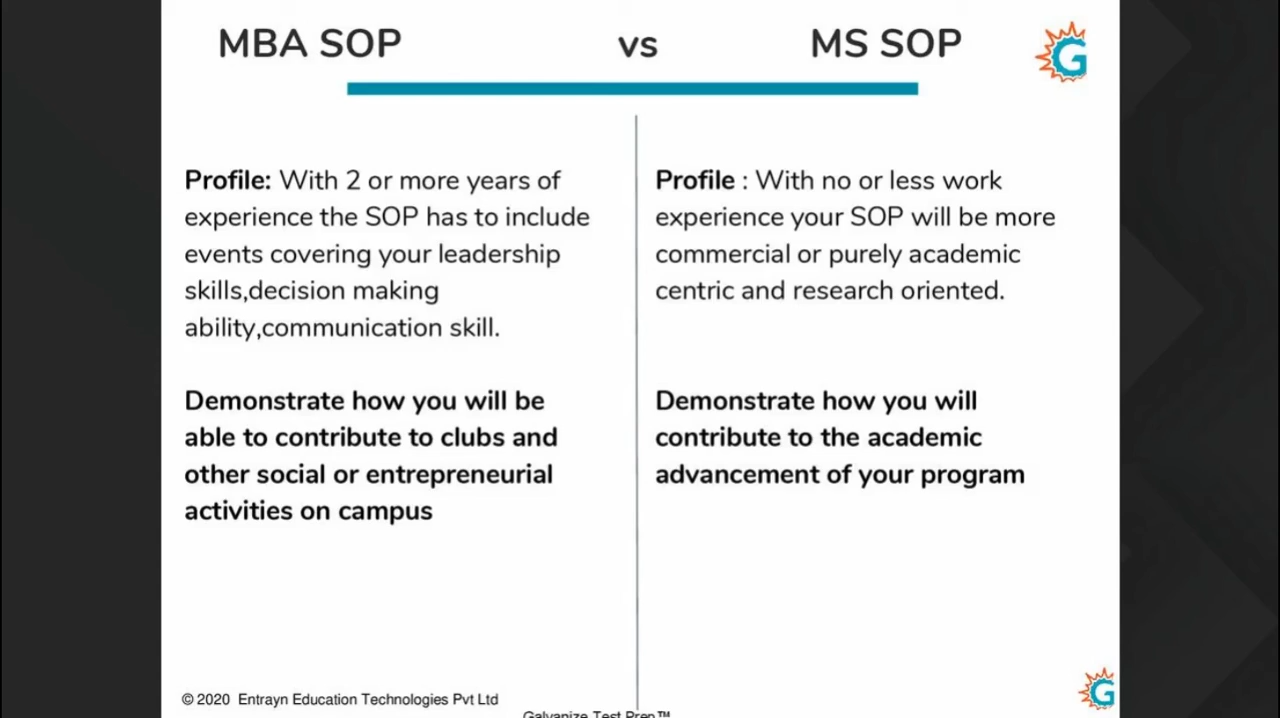 MBA SOP vs MS SOP
G
Profile: With 2 or more years of
experience the SOP has to include
events covering your leadership
skills,decision making
ability,communication skill.
Demonstrate how you will be
able to contribute to clubs and
other social or entrepreneurial
activities on campus
Profile : With no or less work
experience your SOP will be more
commercial or purely academic
centric and research oriented.
Demonstrate how you will
contribute to the academic
advancement of your program
© 2020 Entrayn Education Technologies Pvt Ltd
Galvanize Test Prep™
G